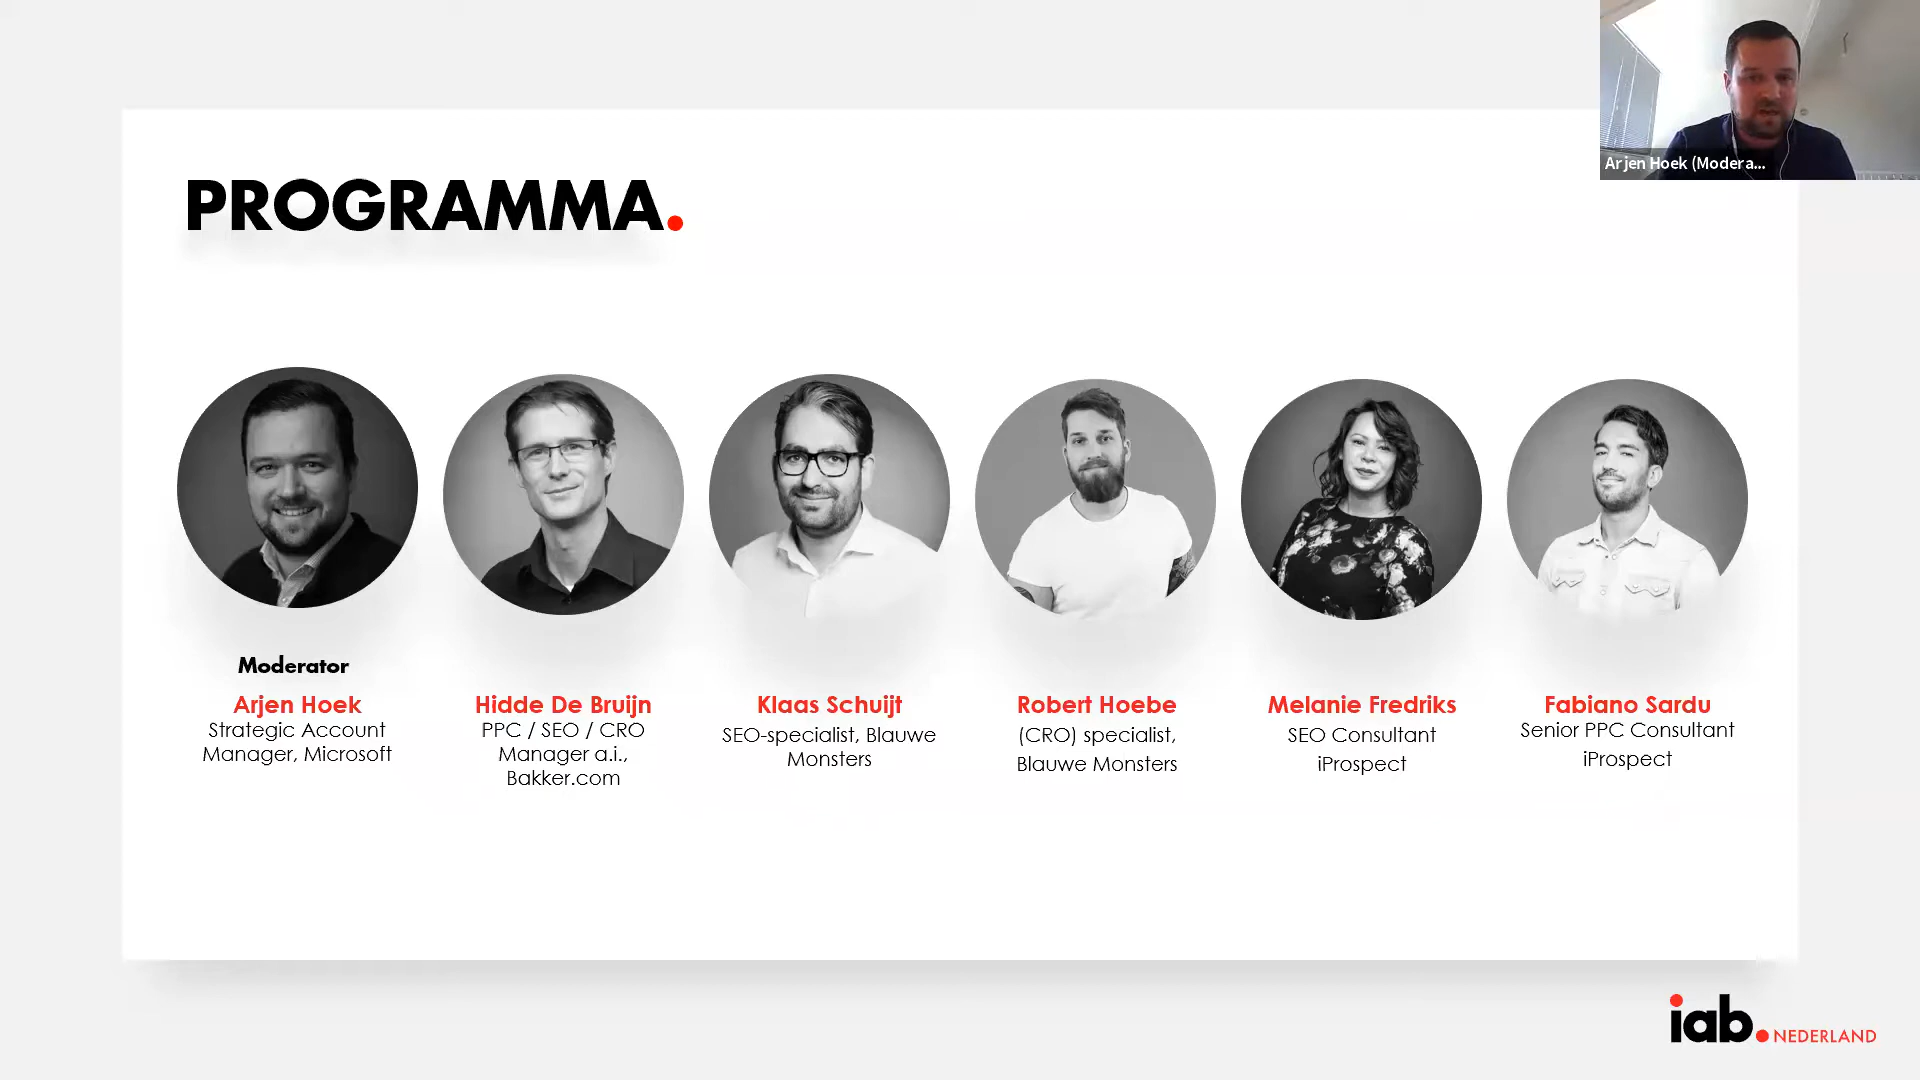 Arjen Hoek (Modera...
PROGRAMMA.
Moderator
Arjen Hoek
Strategic Account
Manager, Microsoft
Hidde De Bruijn
PPC / SEO / CRO
Manager a.i.,
Bakker.com
Klaas Schuijt
SEO-specialist, Blauwe
Monsters
Robert Hoebe
(CRO) specialist,
Blauwe Monsters
Melanie Fredriks
SEO Consultant
iProspect
Fabiano Sardu
Senior PPC Consultant
iProspect
iab.NEDERLAND